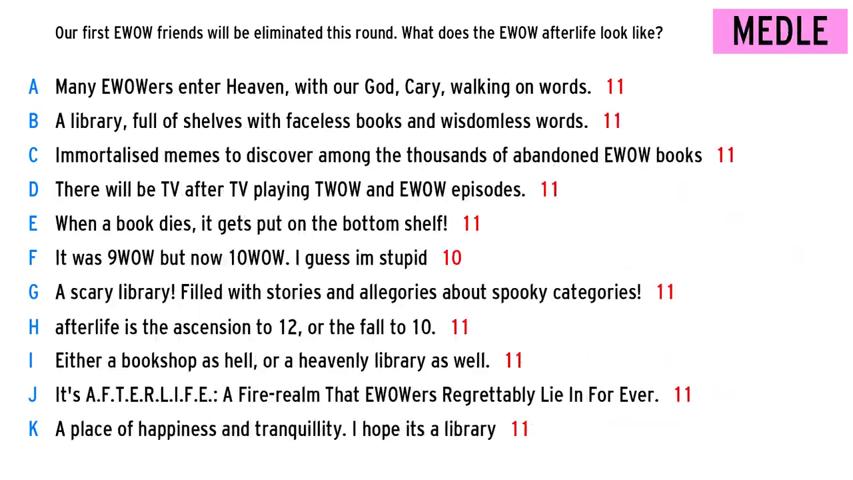 Our first EWOW friends will be eliminated this round. What does the EWOW afterlife look like?
MEDLE
A Many EWOWers enter Heaven, with our God, Cary, walking on words. 11
B A library, full of shelves with faceless books and wisdomless words. 11
C Immortalised memes to discover among the thousands of abandoned EWOW books 11
D There will be TV after TV playing TWOW and EWOW episodes. 11
E When a book dies, it gets put on the bottom shelf! 11
F It was 9WOW but now 10WOW. I guess im stupid 10
G A scary library! Filled with stories and allegories about spooky categories! 11
H afterlife is the ascension to 12, or the fall to 10. 11
I Either a bookshop as hell, or a heavenly library as well. 11
J It's A.F.T.E.R.L.I.F.E.: A Fire-realm That EWOWers Regrettably Lie In For Ever. 11
K A place of happiness and tranquillity. I hope its a library 11